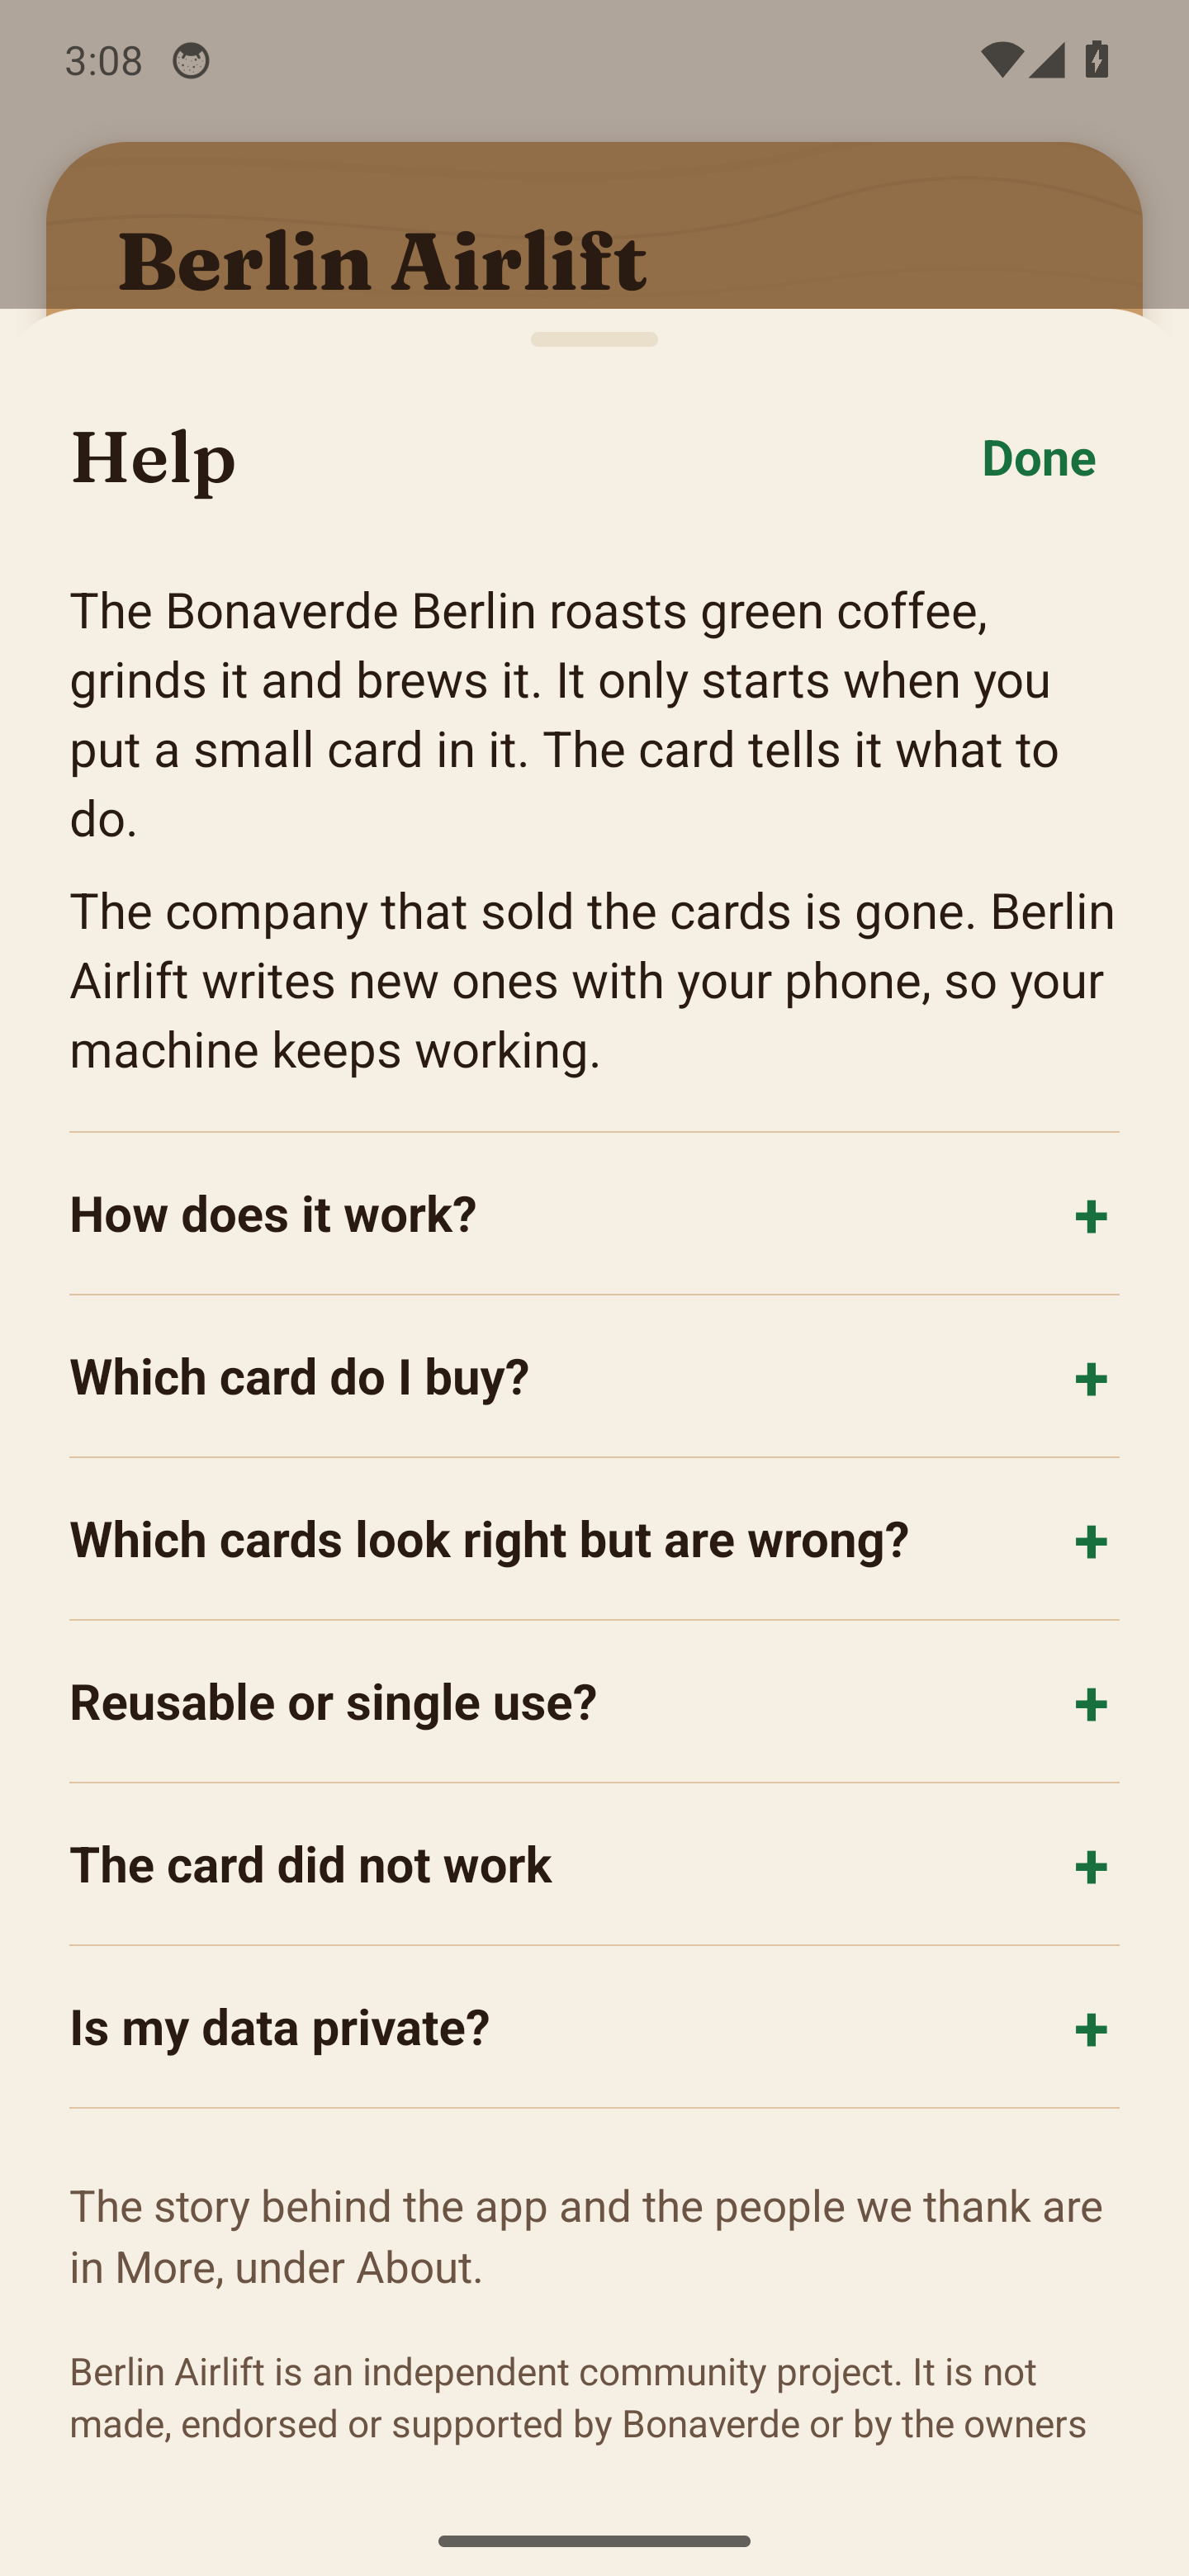 3:08
Berlin Airlift
Help
Done
The Bonaverde Berlin roasts green coffee,
grinds it and brews it. It only starts when you
put a small card in it. The card tells it what to
do.
The company that sold the cards is gone. Berlin
Airlift writes new ones with your phone, so your
machine keeps working.
How does it work?
+
Which card do I buy?
+
Which cards look right but are wrong?
+
Reusable or single use?
+
The card did not work
+
Is my data private?
+
The story behind the app and the people we thank are
in More, under About.
Berlin Airlift is an independent community project. It is not
made, endorsed or supported by Bonaverde or by the owners